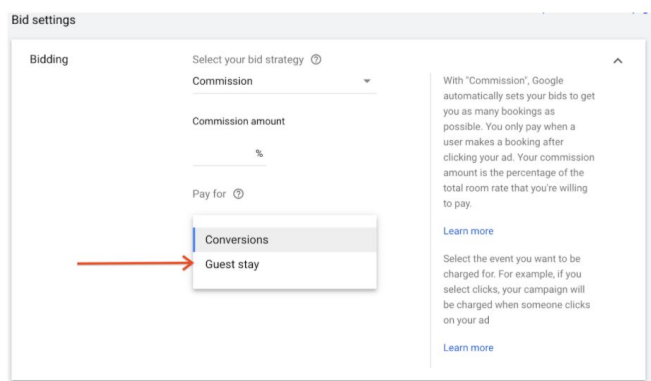 Bid settings
Bidding
Select your bid strategy
Commission
Commission amount
%
Pay for
Conversions
Guest stay
With "Commission", Google
automatically sets your bids to get
you as many bookings as
possible. You only pay when a
user makes a booking after
clicking your ad. Your commission
amount is the percentage of the
total room rate that you're willing
to pay.
Learn more
Select the event you want to be
charged for. For example, if you
select clicks, your campaign will
be charged when someone clicks
on your ad
Learn more